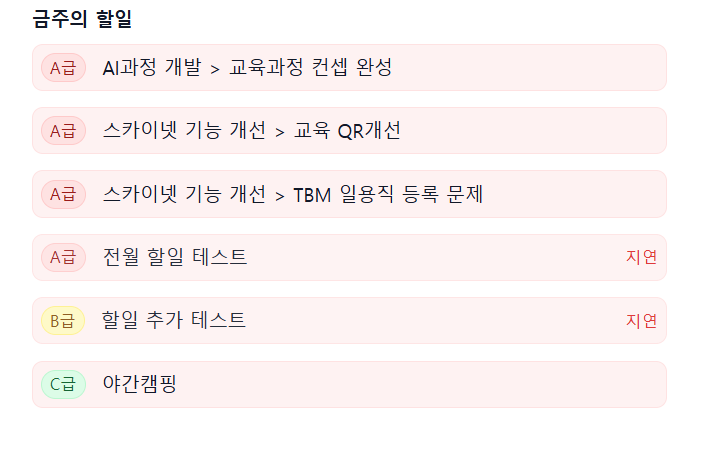 금주의 할일
A급 AI과정 개발 > 교육과정 컨셉 완성
A급 스카이넷 기능 개선 > 교육 QR개선
A급 스카이넷 기능 개선 > TBM 일용직 등록 문제
A급 전월 할일 테스트 지연
B급 할일 추가 테스트 지연
C급 야간캠핑